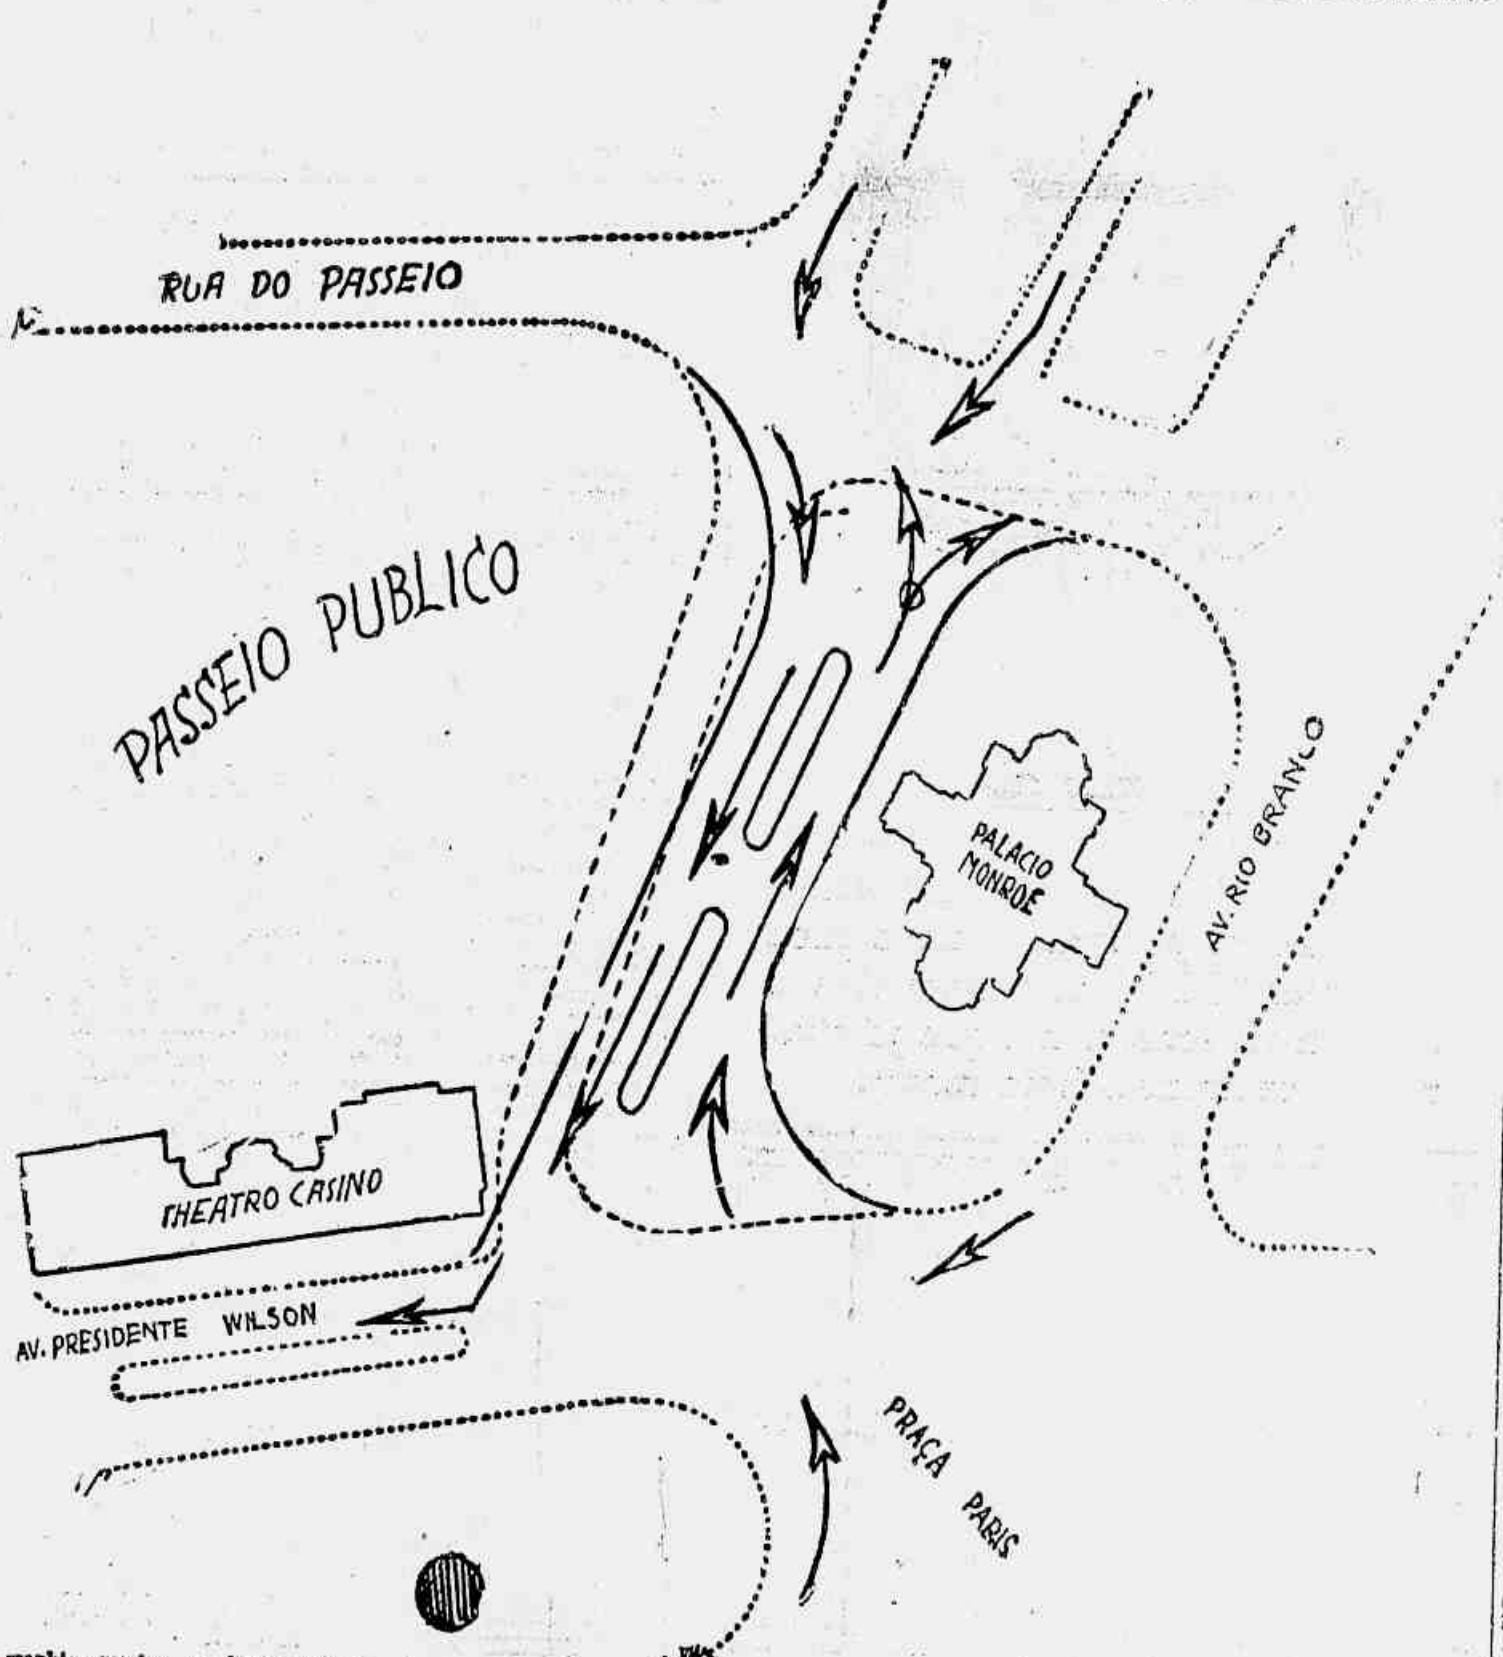 RUA DO PASSEIO
PASSEIO PUBLICO
PALACIO
MONROE
AV. RIO BRANCO
THEATRO CASINO
AV. PRESIDENTE WILSON
PRAÇA PARIS